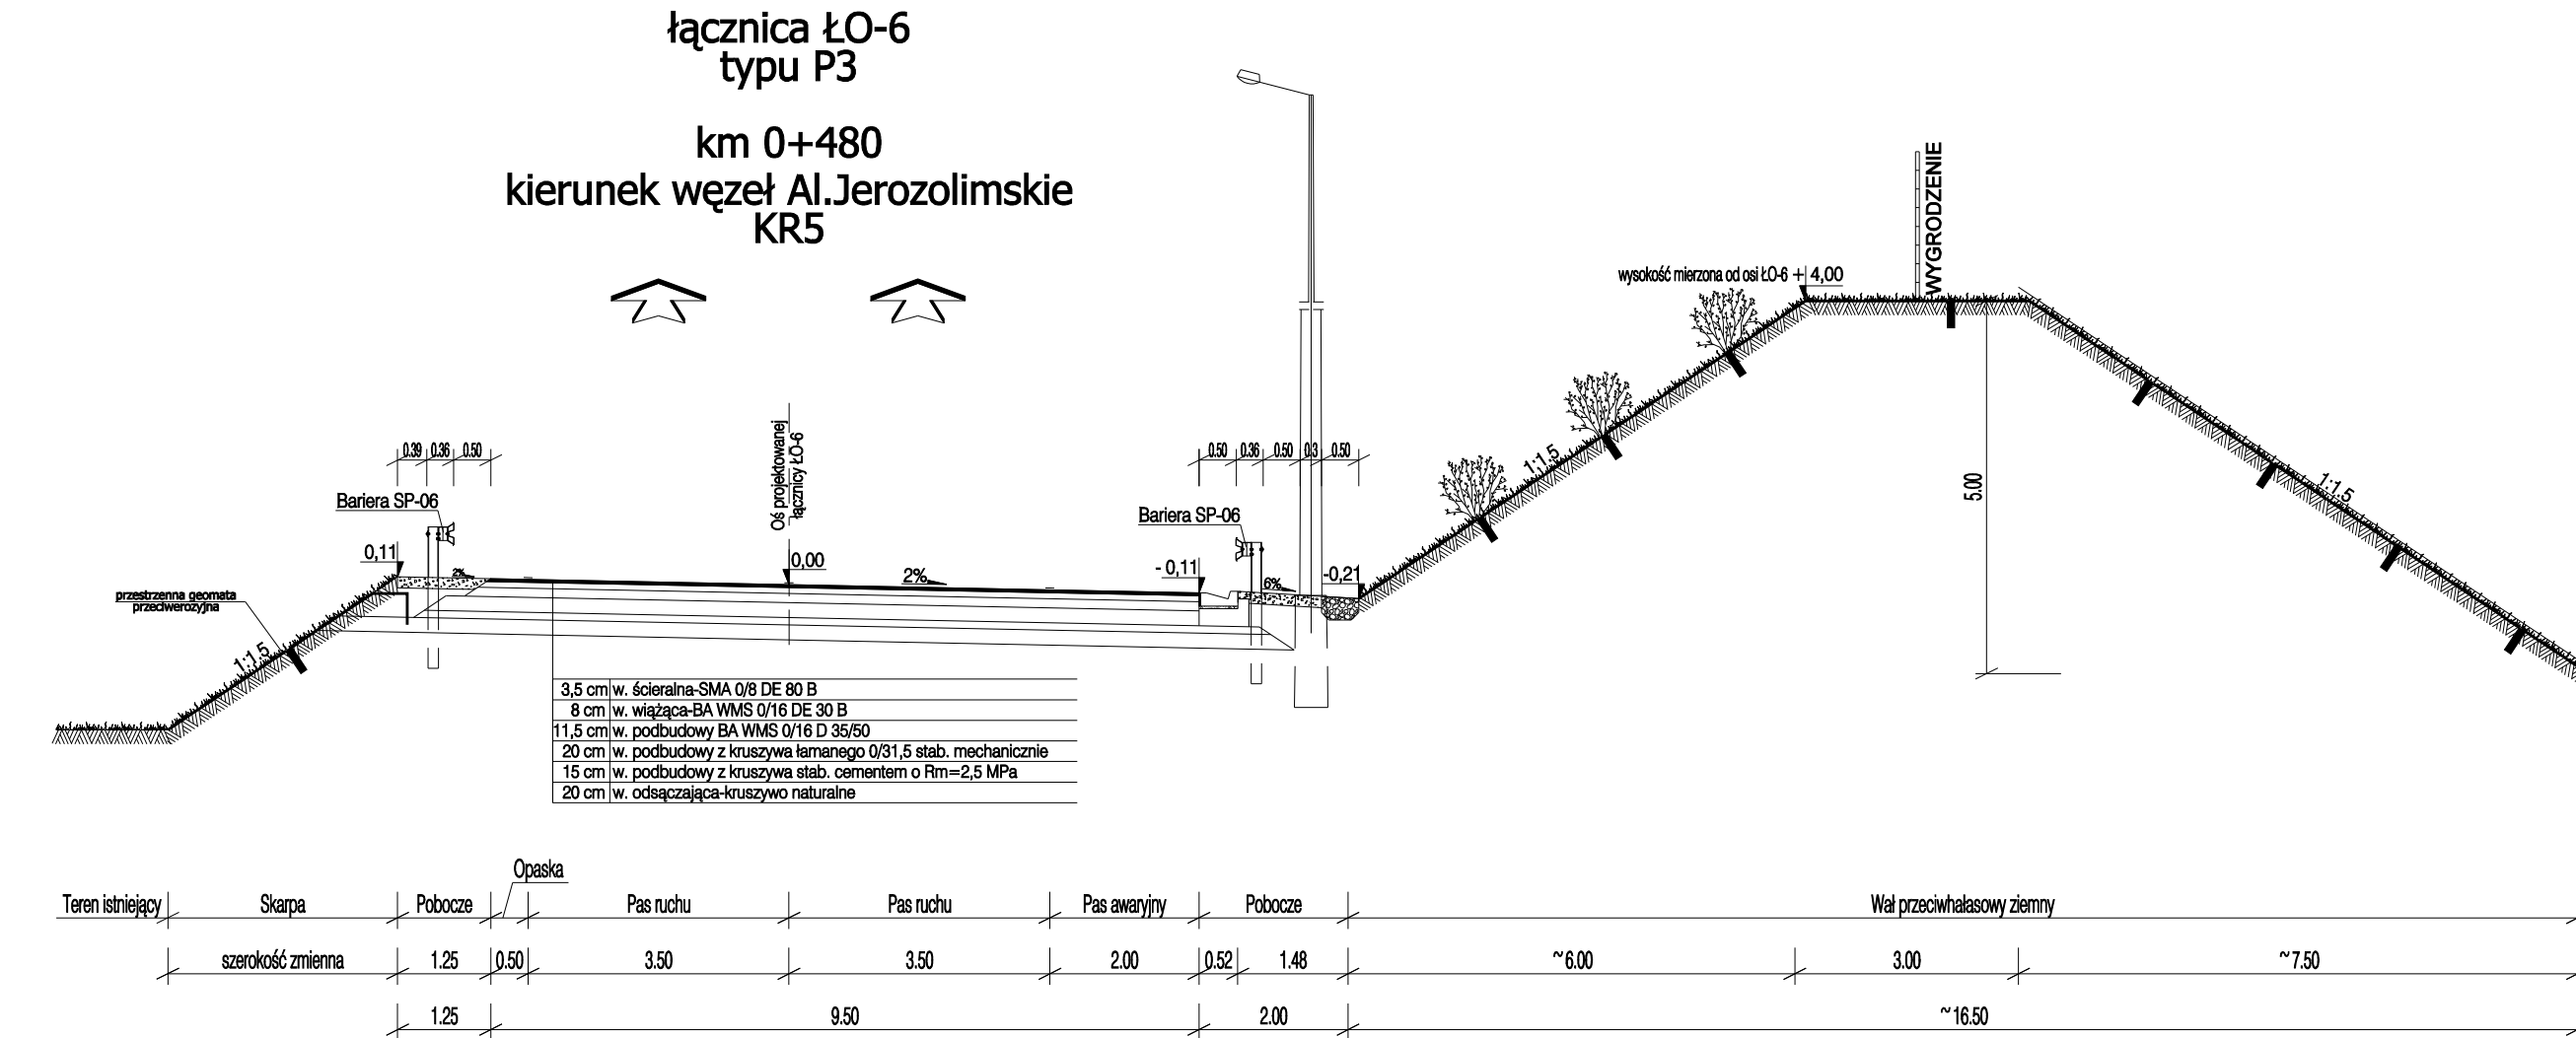 łącznica ŁO-6
typu P3
km 0+480
kierunek węzeł Al.Jerozolimskie
KR5
WYGRODZENIE
wysokość mierzona od osi ŁO-6 + 4,00
0.39 0.36 0.50
Oś projektowanej
łącznicy ŁO-6
0.50 0.36 0.50 0.3 0.50
Bariera SP-06
Bariera SP-06
1:1.5
1:1.5
5.00
0,11
2%
0,00
2%
- 0,11
6%
-0,21
przestrzenna geomata
przeciwerozyjna
1:1.5
3,5 cm w. ścieralna-SMA 0/8 DE 80 B
8 cm w. wiążąca-BA WMS 0/16 DE 30 B
11,5 cm w. podbudowy BA WMS 0/16 D 35/50
20 cm w. podbudowy z kruszywa łamanego 0/31,5 stab. mechanicznie
15 cm w. podbudowy z kruszywa stab. cementem o Rm=2,5 MPa
20 cm w. odsączająca-kruszywo naturalne
Opaska
Teren istniejący Skarpa Pobocze Pas ruchu Pas ruchu Pas awaryjny Pobocze Wał przeciwhałasowy ziemny
szerokość zmienna 1.25 0.50 3.50 3.50 2.00 0.52 1.48 ~6.00 3.00 ~7.50
1.25 9.50 2.00 ~16.50